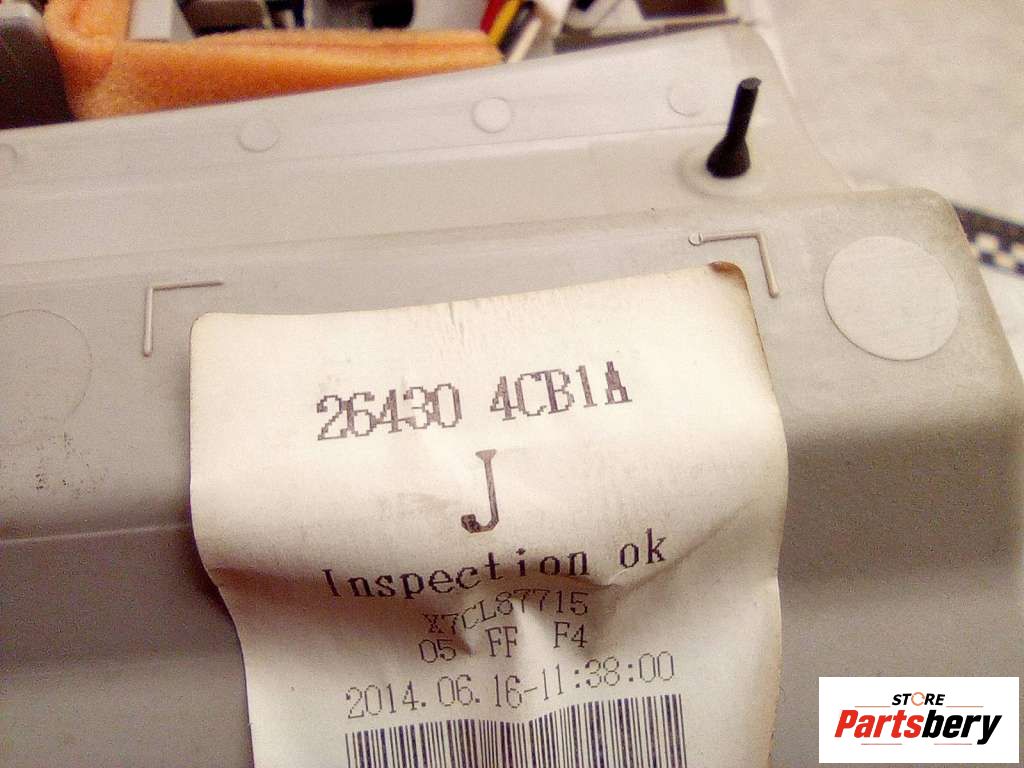 26430 4CB1A
J
Inspection ok
X7CL87715
05 FF F4
2014.06.16-11:38:00
STORE
Partsbery